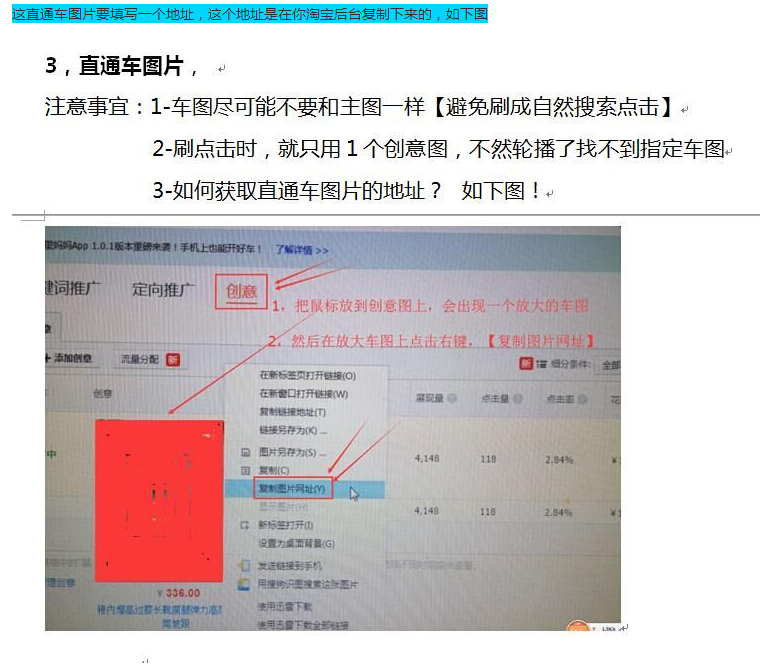 这直通车图片要填写一个地址，这个地址是在你淘宝后台复制下来的，如下图
3，直通车图片，
注意事宜：1-车图尽可能不要和主图一样【避免刷成自然搜索点击】
2-刷点击时，就只用1个创意图，不然轮播了找不到指定车图
3-如何获取直通车图片的地址？ 如下图！
里妈妈App 1.0.1版本重磅来袭！手机上也能开好车！ 了解详情 >>
键词推广 定向推广 创意
1，把鼠标放到创意图上，会出现一个放大的车图
2，然后在放大车图上点击右键，【复制图片网址】
+ 添加创意 流量分配 新
新 细分条件: 全部
创意 展现量 点击量 点击率 花
在新标签页打开链接(O)
在新窗口打开链接(W)
复制链接地址(T)
链接另存为(K)...
图片另存为(S)...
复制(C)
复制图片网址(Y)
显示图片(H)
新标签打开(I)
设置为桌面背景(G)
发送链接到手机
用搜狗识图搜索这张图片
使用迅雷下载
使用迅雷下载全部链接
中 4,148 118 2.84% ¥
4,148 118 2.84% ¥
理创意
¥ 336.00